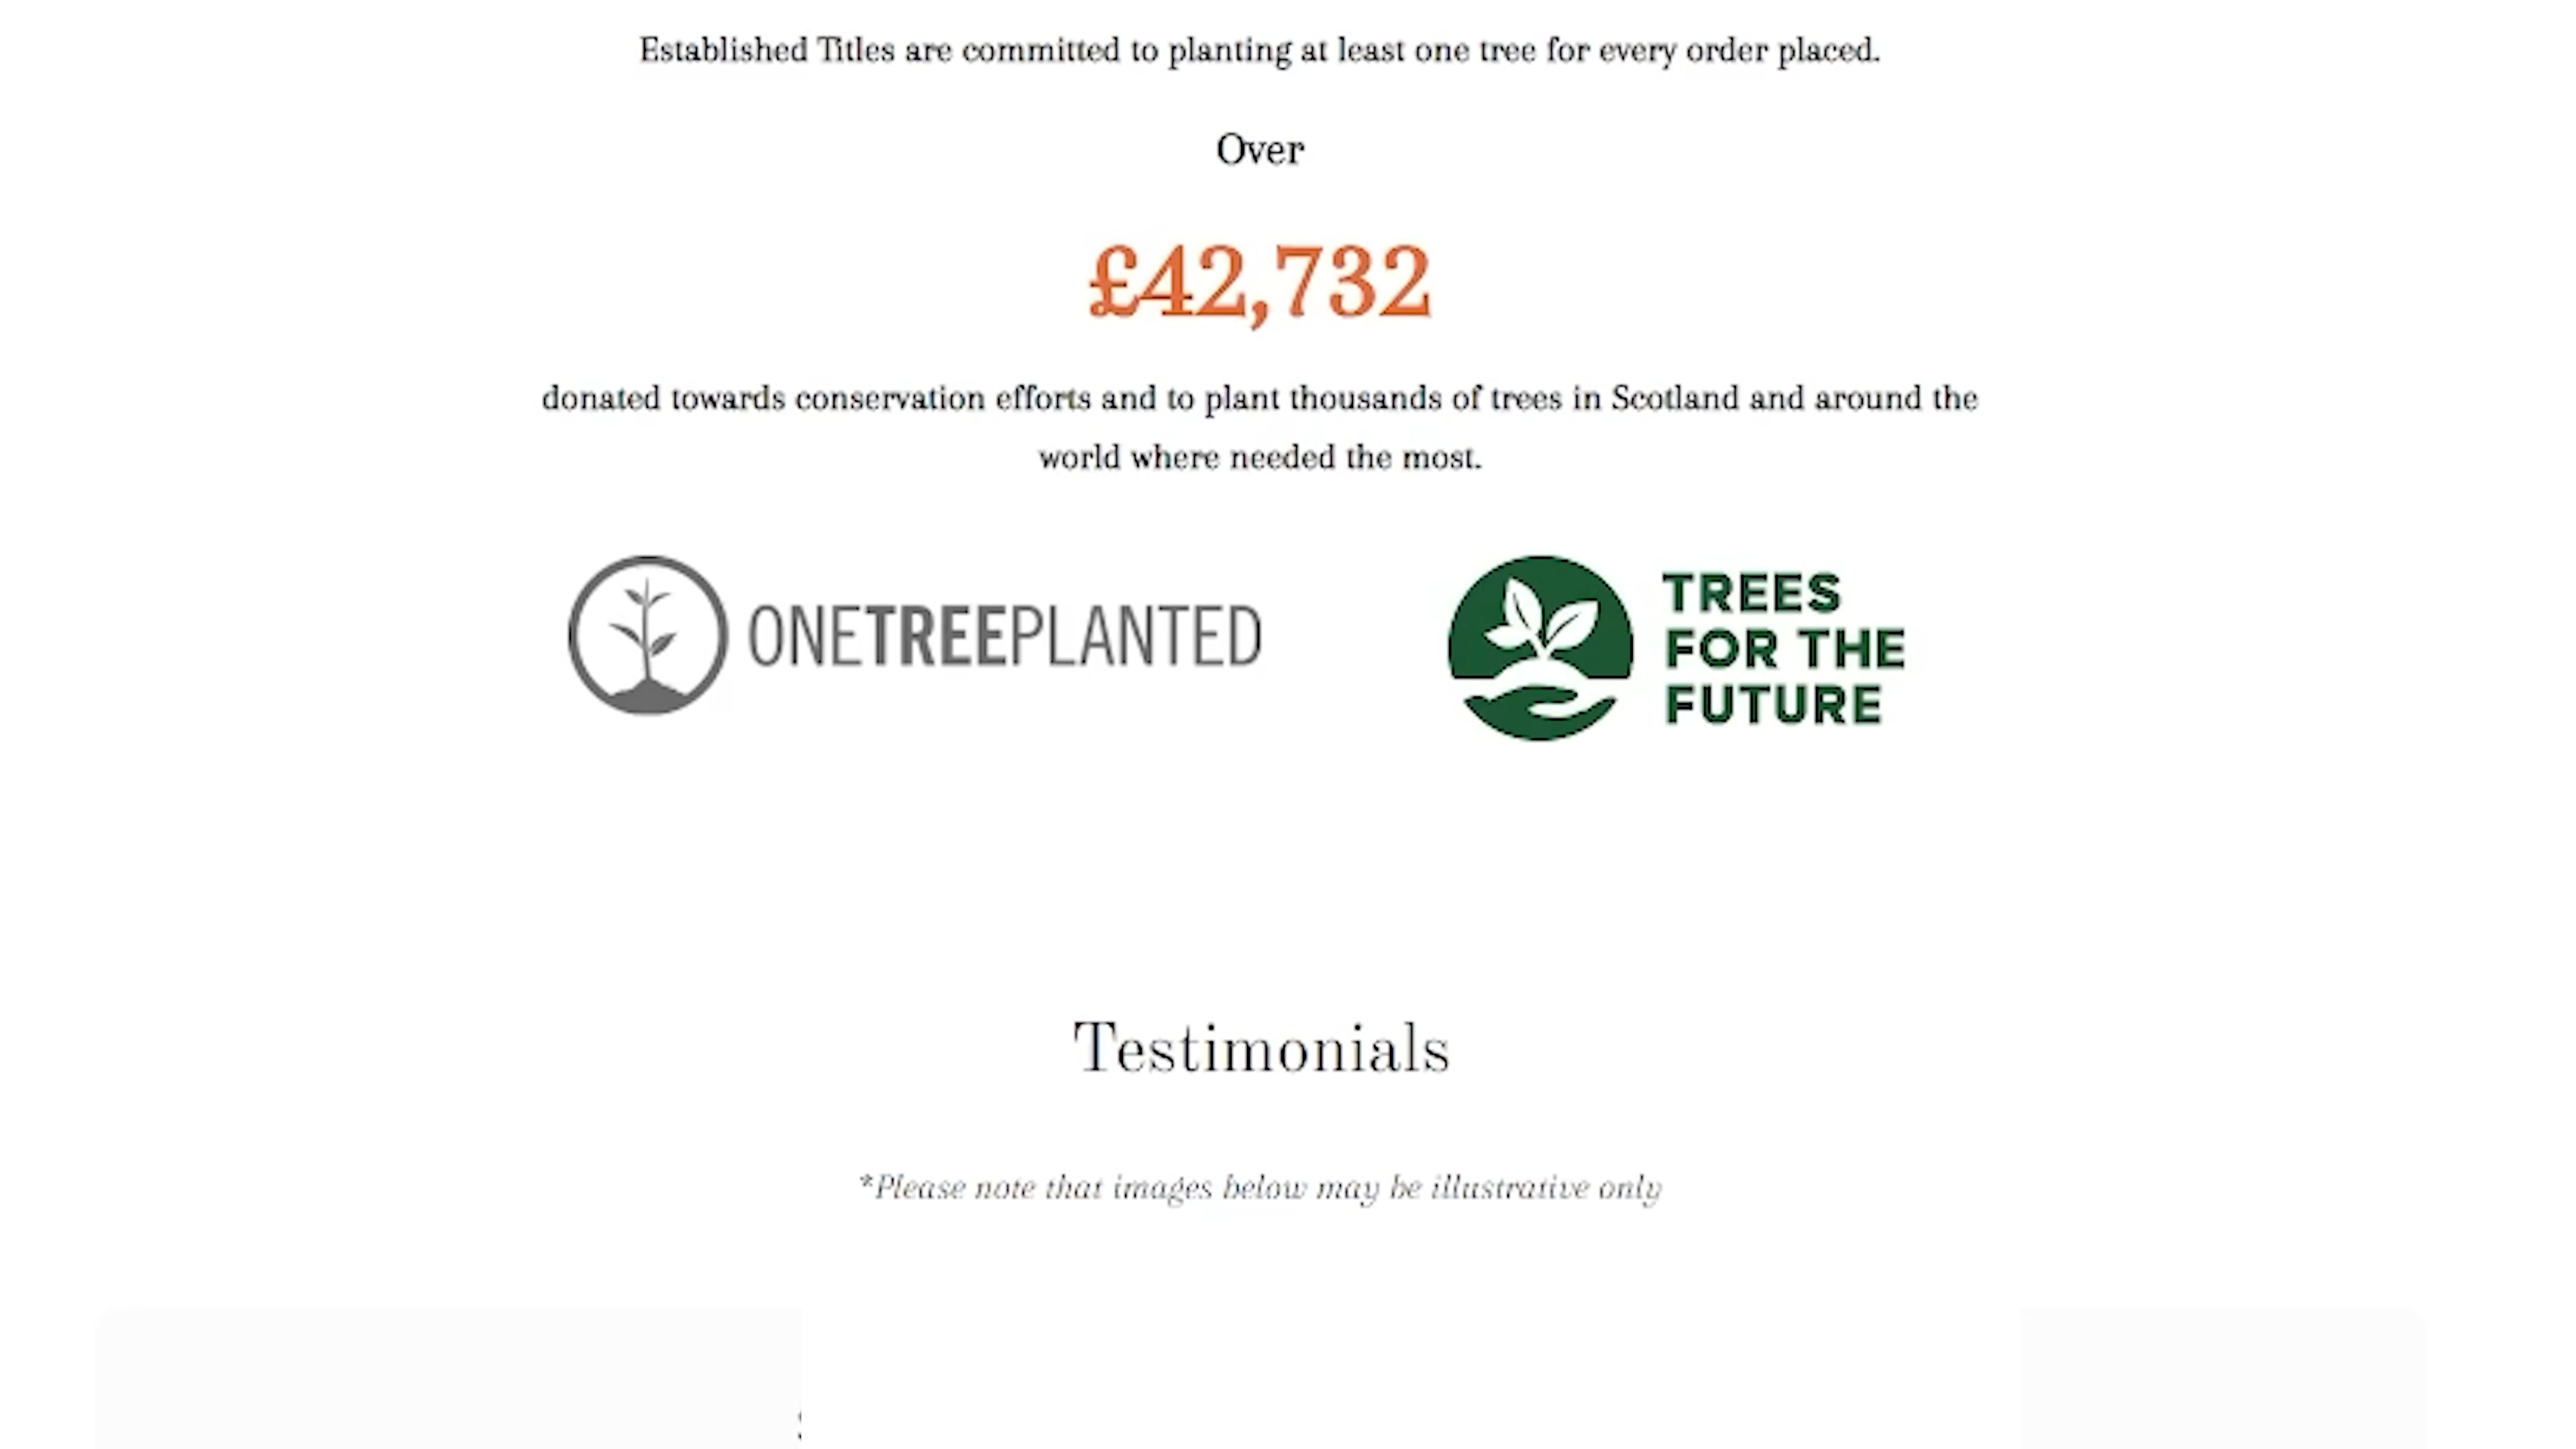 Established Titles are committed to planting at least one tree for every order placed.
Over
£42,732
donated towards conservation efforts and to plant thousands of trees in Scotland and around the
world where needed the most.
ONETREEPLANTED
TREES
FOR THE
FUTURE
Testimonials
*Please note that images below may be illustrative only